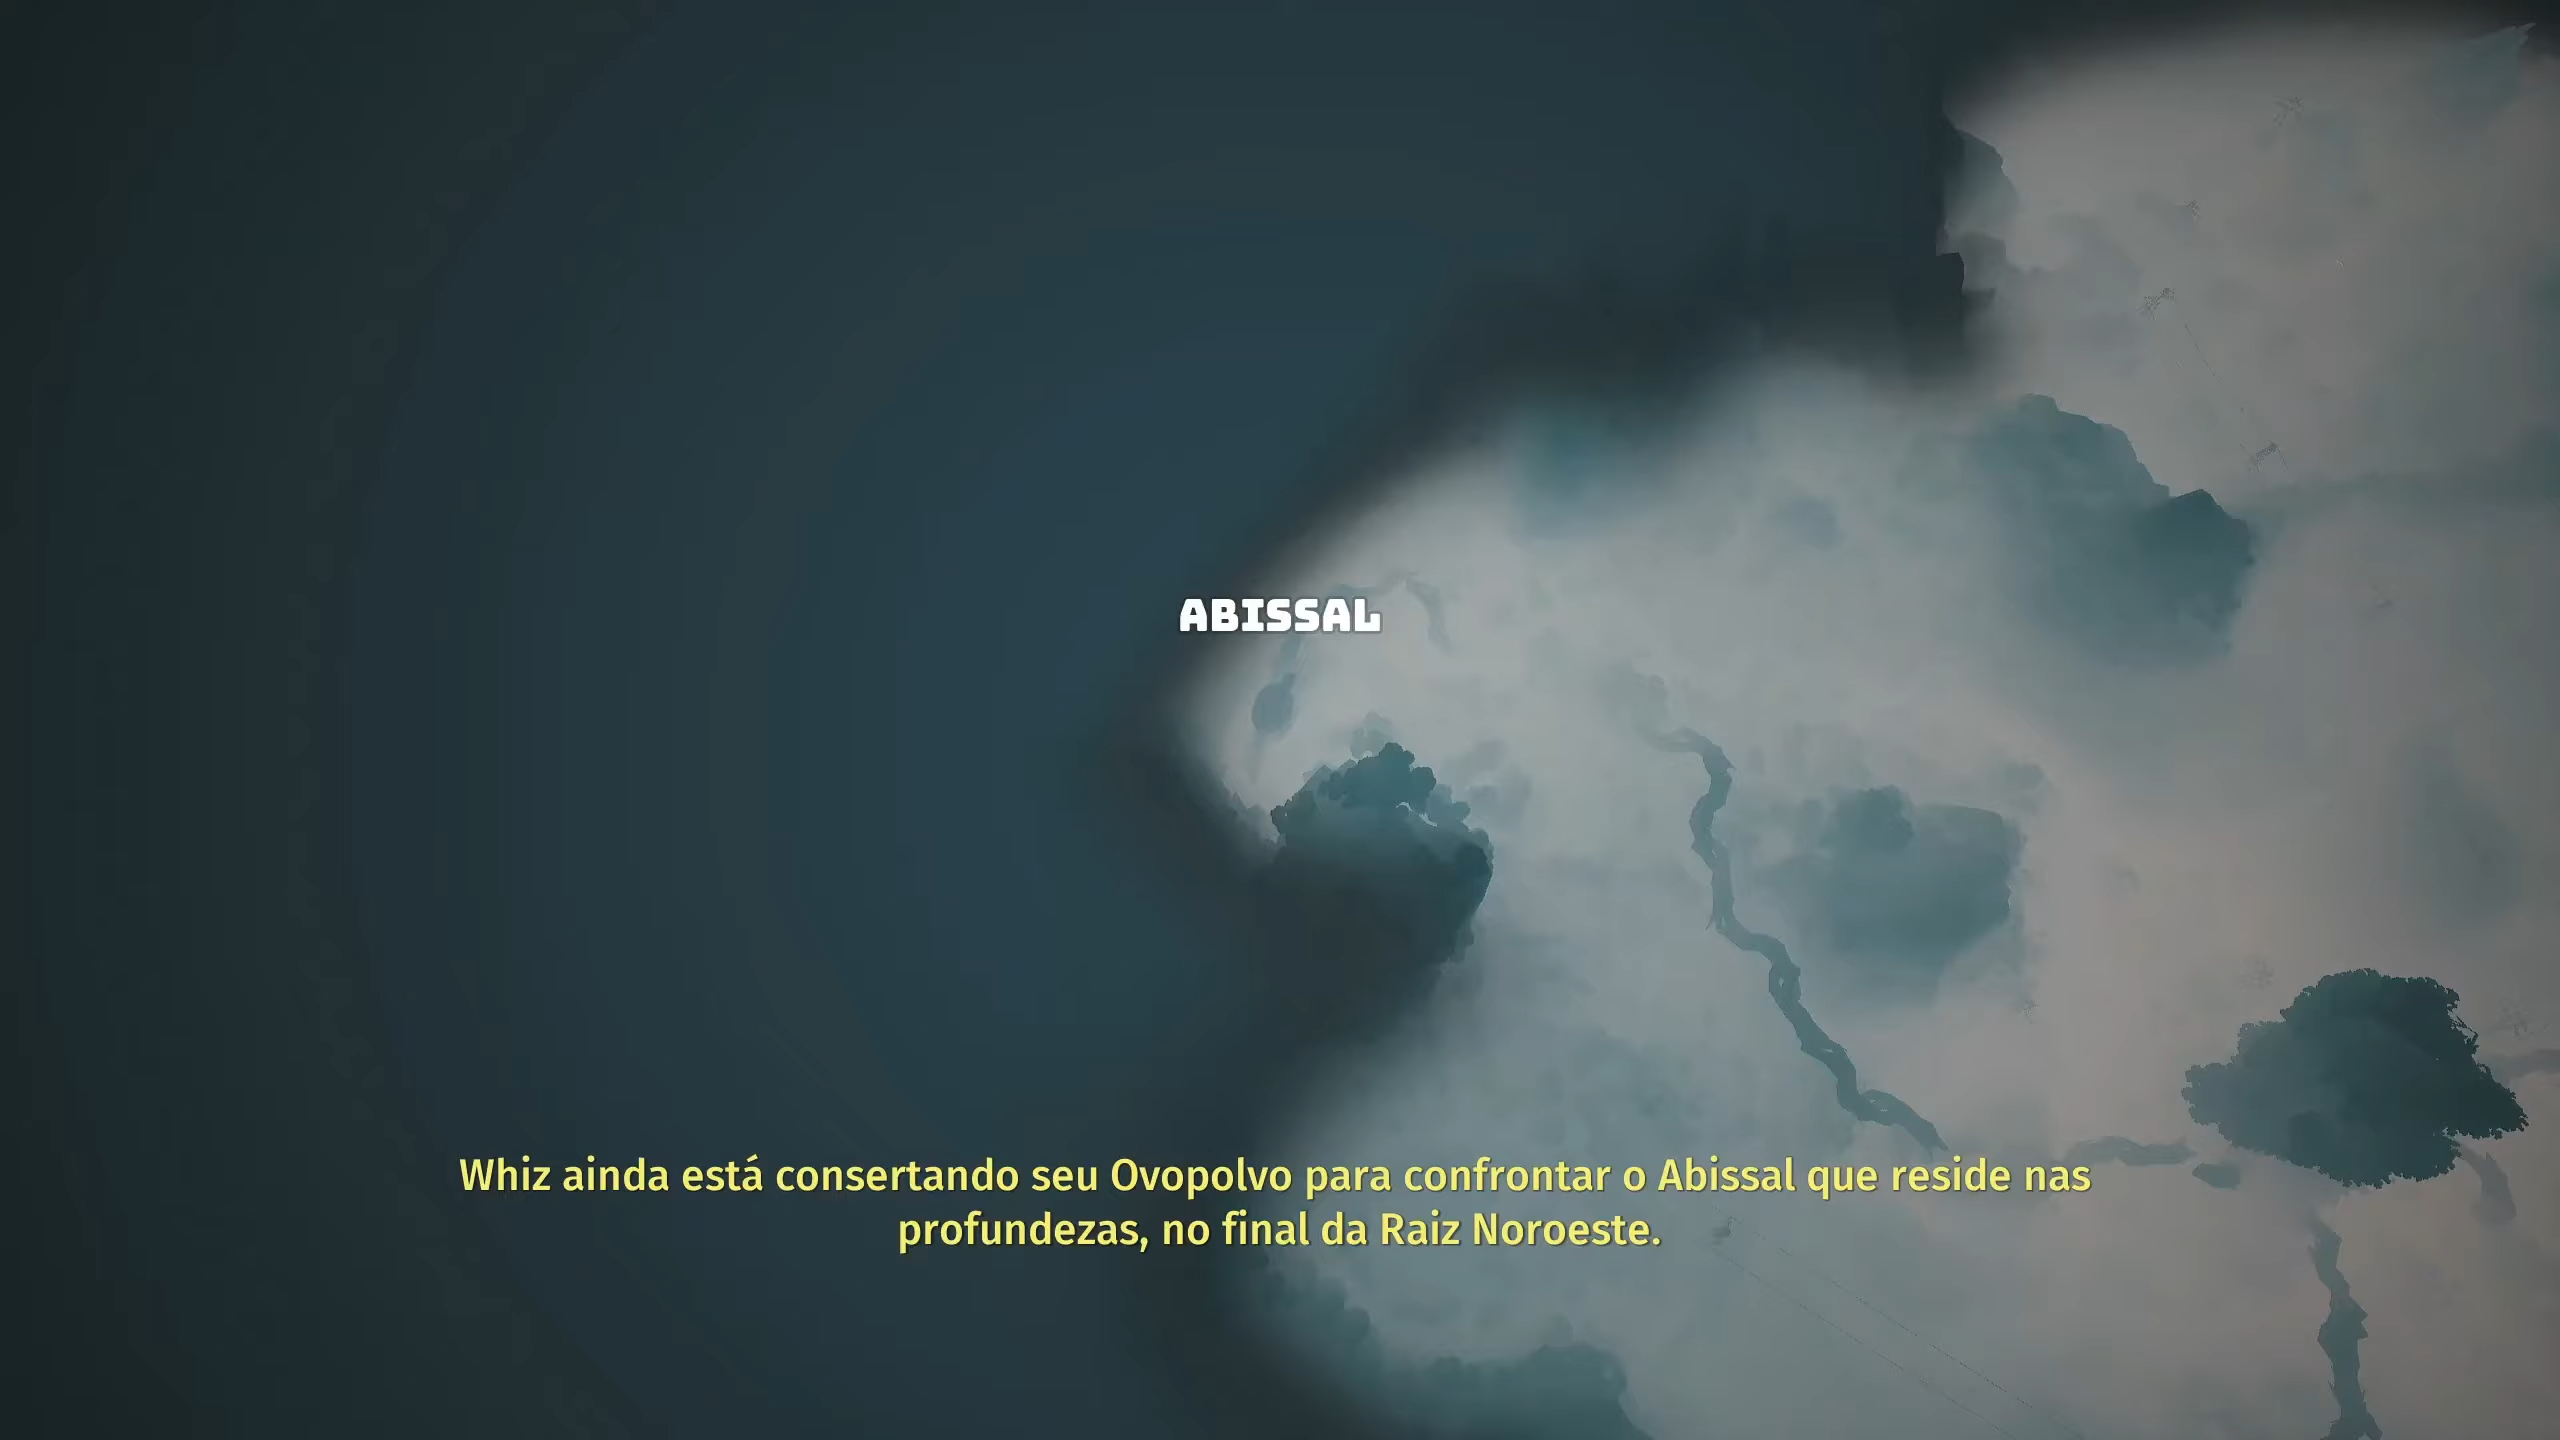 ABISSAL
Whiz ainda está consertando seu Ovopolvo para confrontar o Abissal que reside nas
profundezas, no final da Raiz Noroeste.